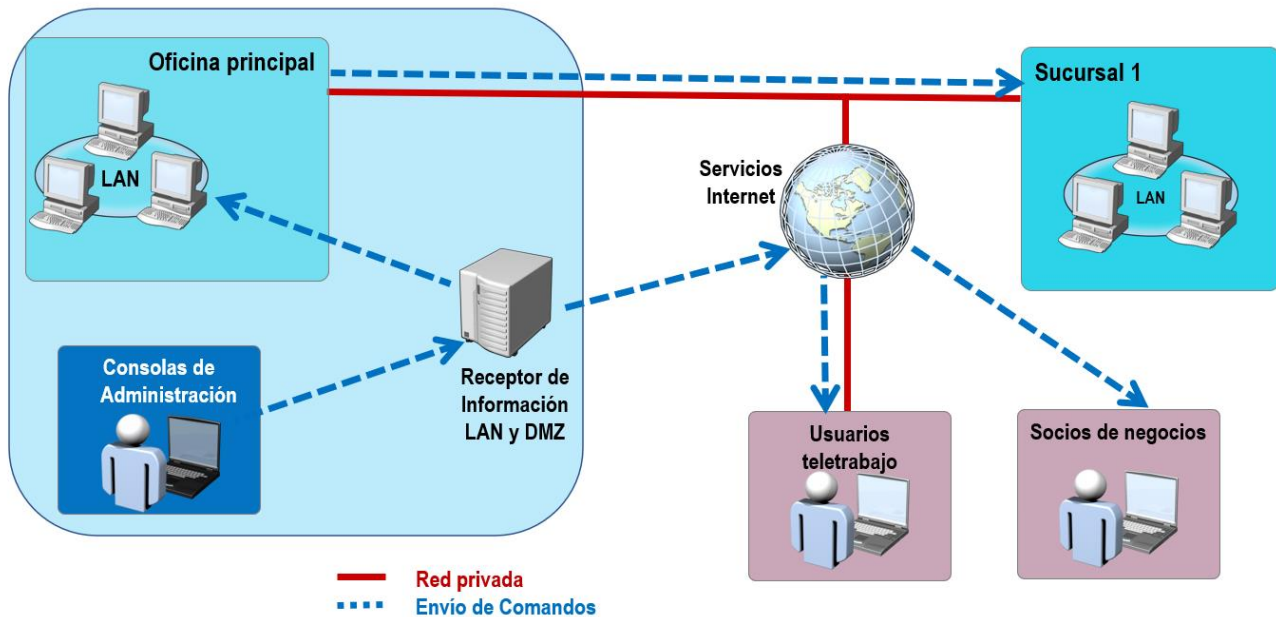 Oficina principal
LAN
Sucursal 1
LAN
Servicios
Internet
Consolas de
Administración
Receptor de
Información
LAN y DMZ
Usuarios
teletrabajo
Socios de negocios
Red privada
Envío de Comandos